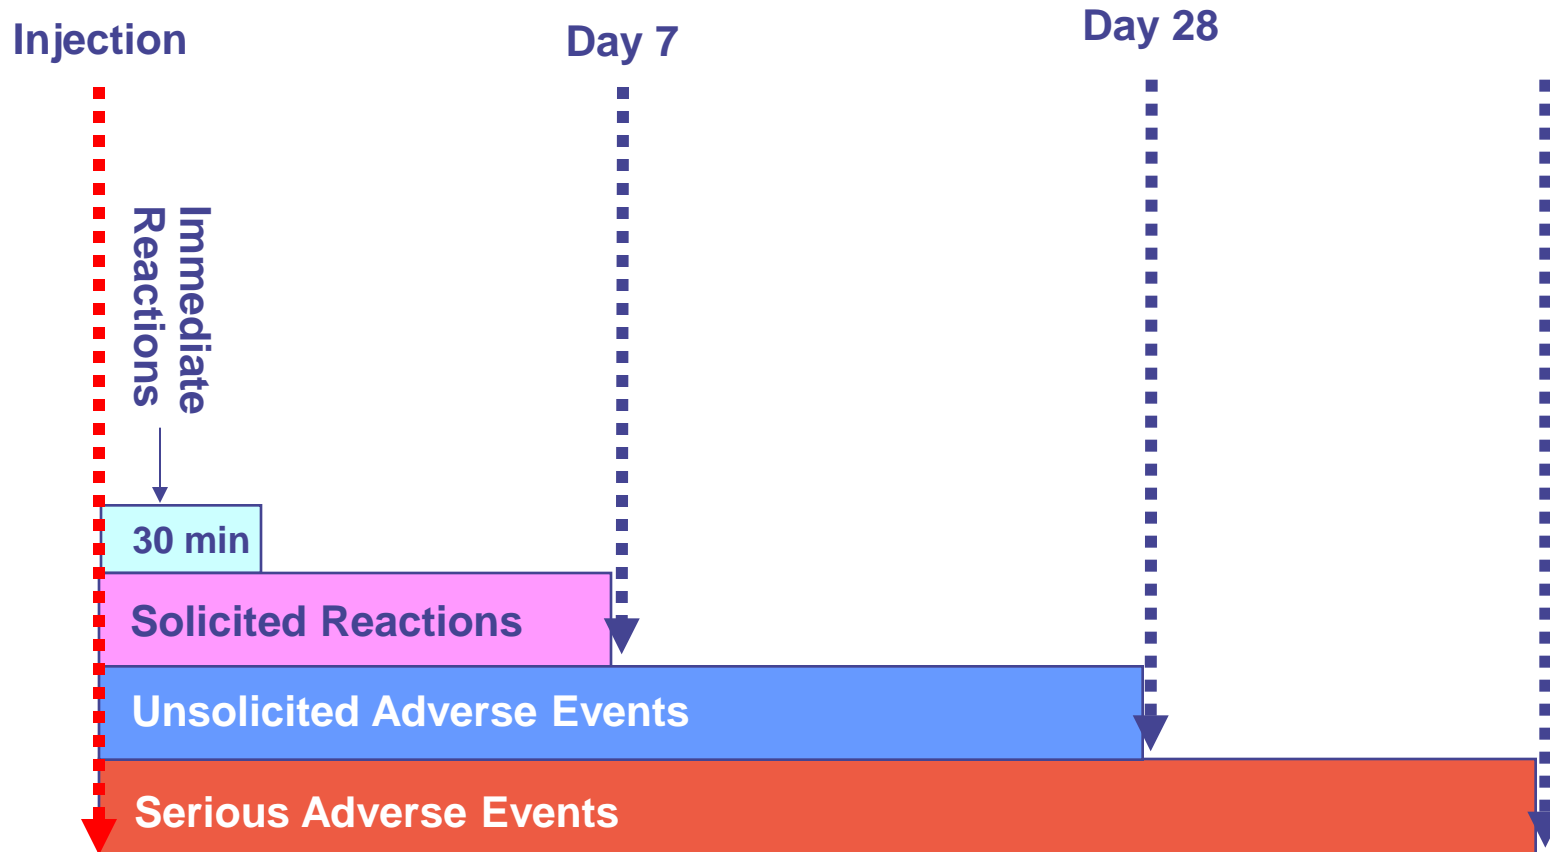 Injection
Day 7
Day 28
Immediate
Reactions
30 min
Solicited Reactions
Unsolicited Adverse Events
Serious Adverse Events